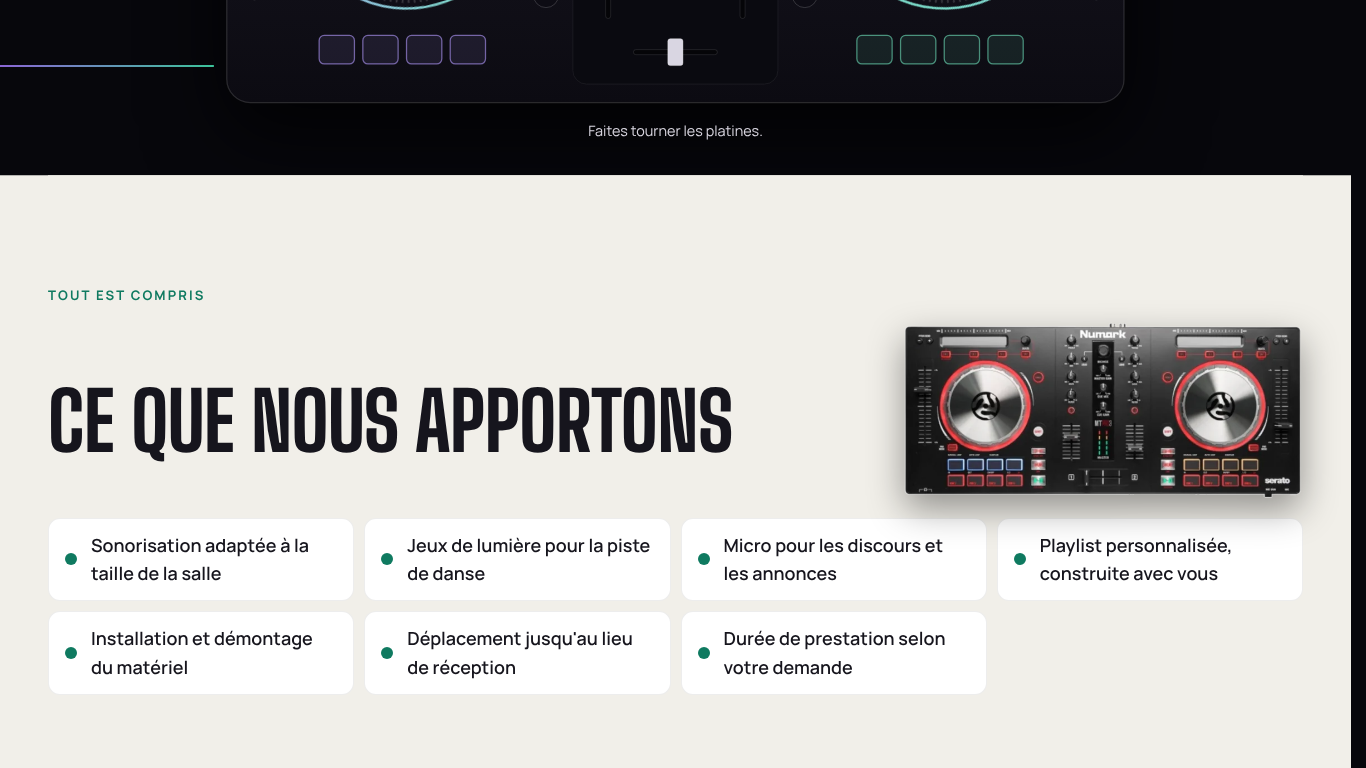 Faites tourner les platines.
TOUT EST COMPRIS
CE QUE NOUS APPORTONS
Numark
serato
Sonorisation adaptée à la
taille de la salle
Jeux de lumière pour la piste
de danse
Micro pour les discours et
les annonces
Playlist personnalisée,
construite avec vous
Installation et démontage
du matériel
Déplacement jusqu'au lieu
de réception
Durée de prestation selon
votre demande